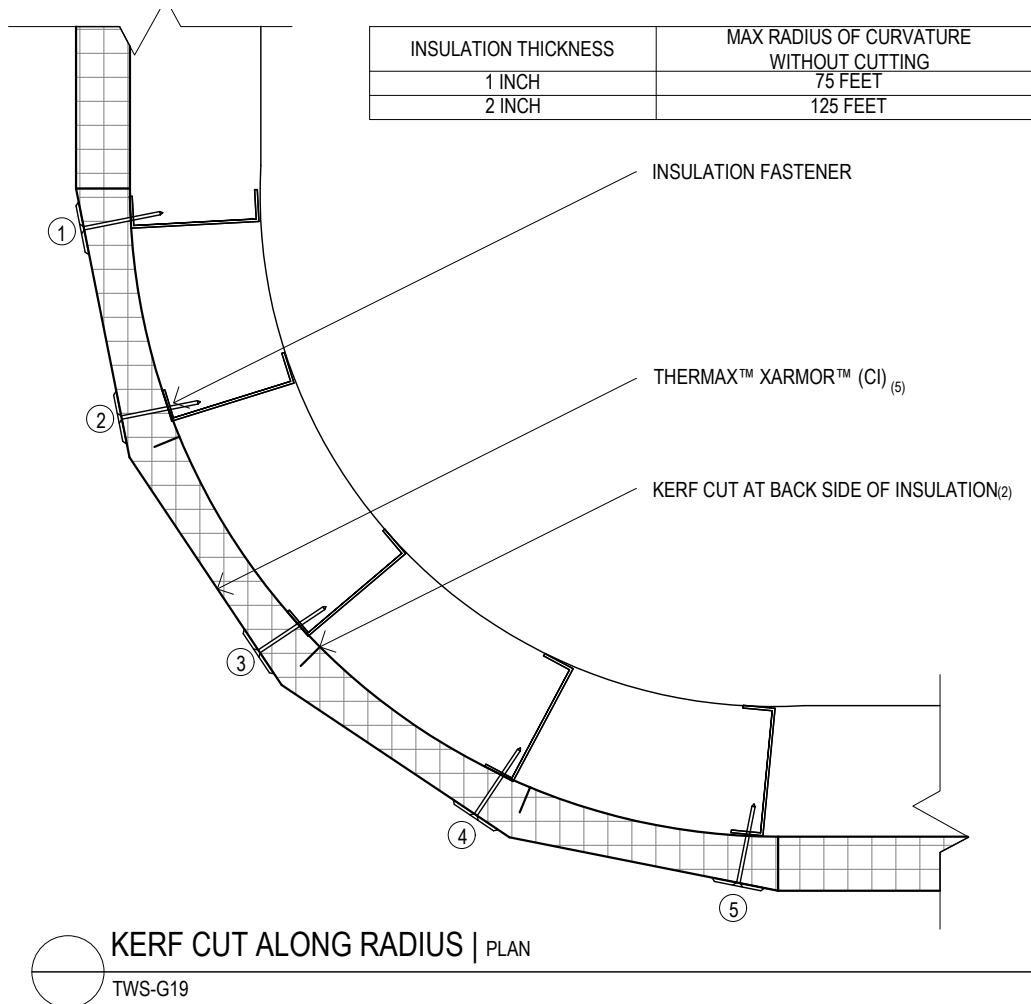 INSULATION THICKNESS
MAX RADIUS OF CURVATURE
WITHOUT CUTTING
1 INCH
75 FEET
2 INCH
125 FEET
INSULATION FASTENER
1
THERMAX™ XARMOR™ (CI) (5)
2
KERF CUT AT BACK SIDE OF INSULATION(2)
3
4
5
KERF CUT ALONG RADIUS | PLAN
TWS-G19